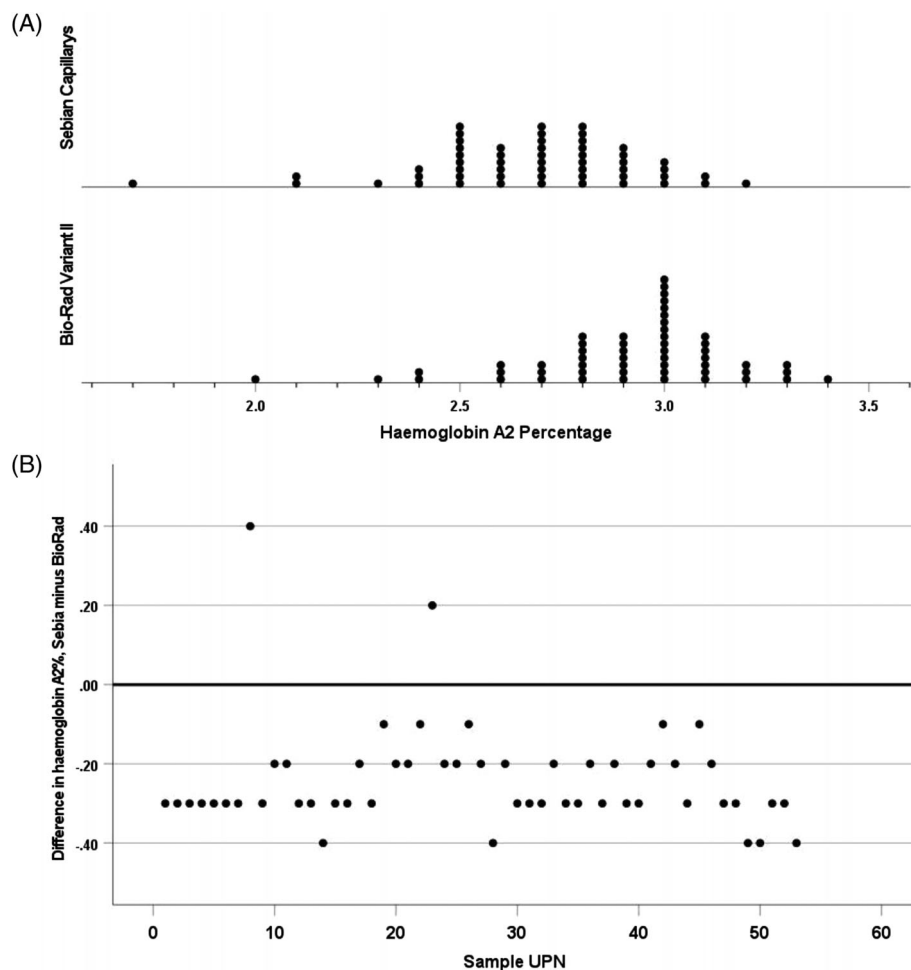 (A)
Sebian Capillarys
Bio-Rad Variant II
2.0 2.5 3.0 3.5
Haemoglobin A2 Percentage
(B)
Difference in haemoglobin A2%, Sebia minus BioRad
.40
.20
.00
-.20
-.40
0 10 20 30 40 50 60
Sample UPN